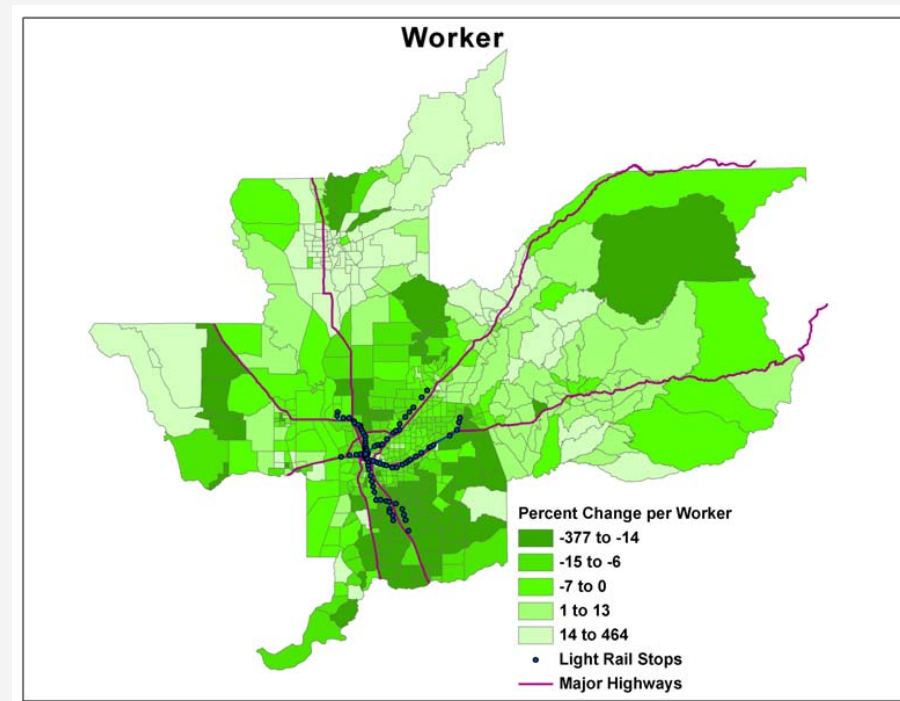 Worker
Percent Change per Worker
-377 to -14
-15 to -6
-7 to 0
1 to 13
14 to 464
Light Rail Stops
Major Highways